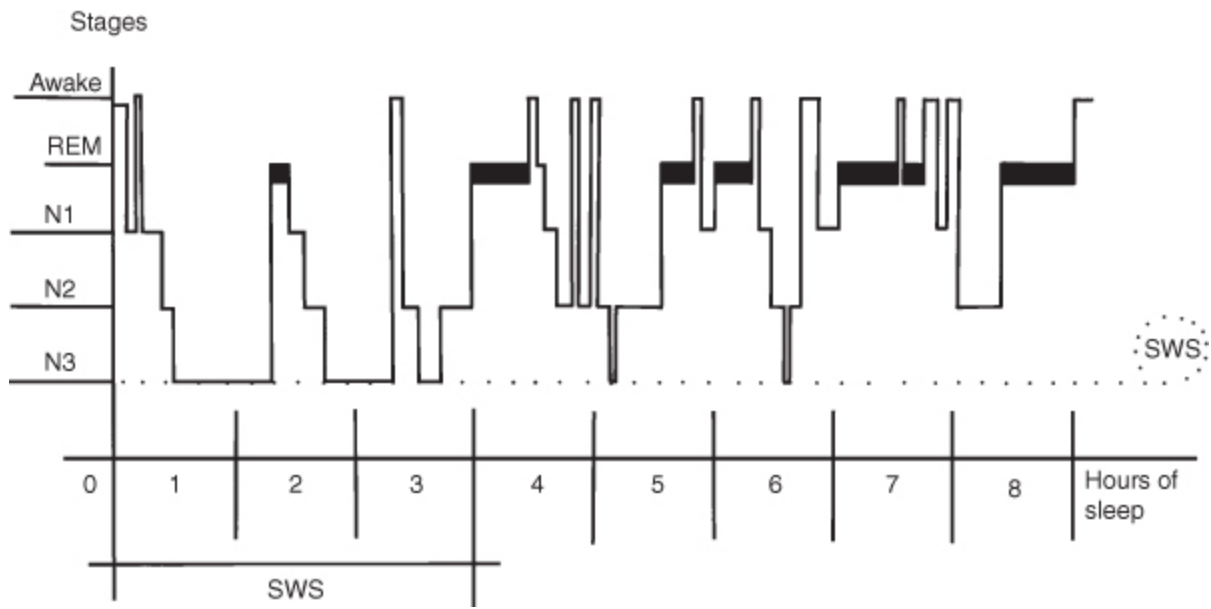 Stages
Awake
REM
N1
N2
N3
SWS
0 1 2 3 4 5 6 7 8 Hours of
sleep
SWS